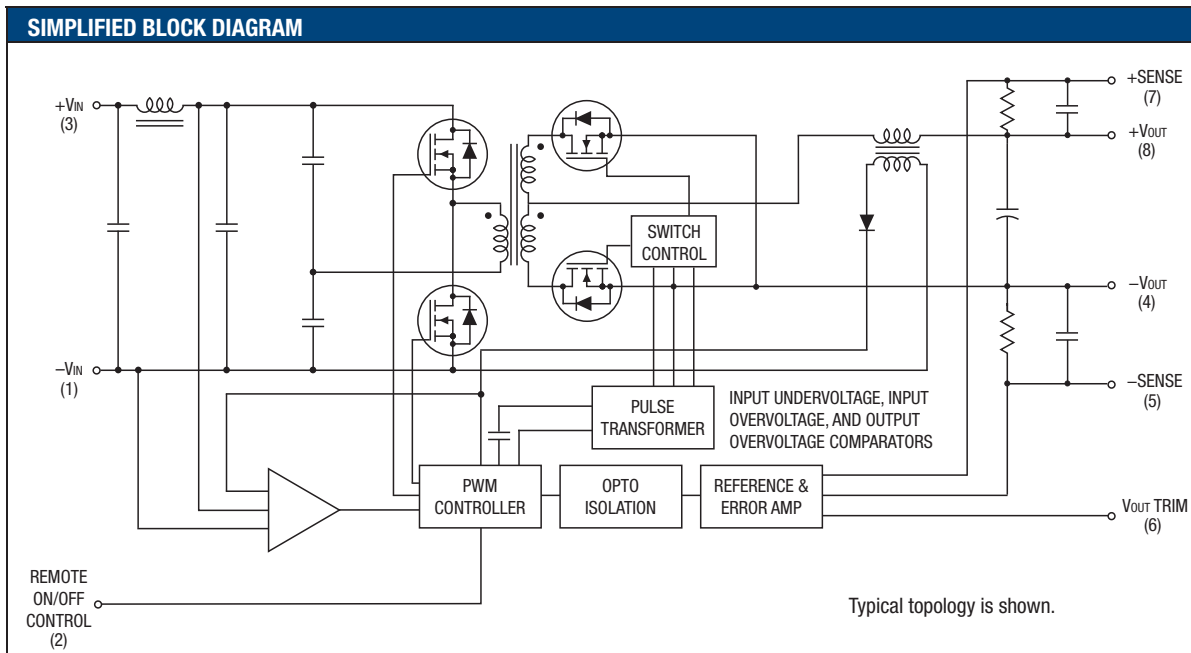 SIMPLIFIED BLOCK DIAGRAM
+VIN
(3)
+SENSE
(7)
+VOUT
(8)
SWITCH
CONTROL
−VOUT
(4)
−VIN
(1)
−SENSE
(5)
PULSE
TRANSFORMER
INPUT UNDERVOLTAGE, INPUT
OVERVOLTAGE, AND OUTPUT
OVERVOLTAGE COMPARATORS
PWM
CONTROLLER
OPTO
ISOLATION
REFERENCE &
ERROR AMP
VOUT TRIM
(6)
REMOTE
ON/OFF
CONTROL
(2)
Typical topology is shown.